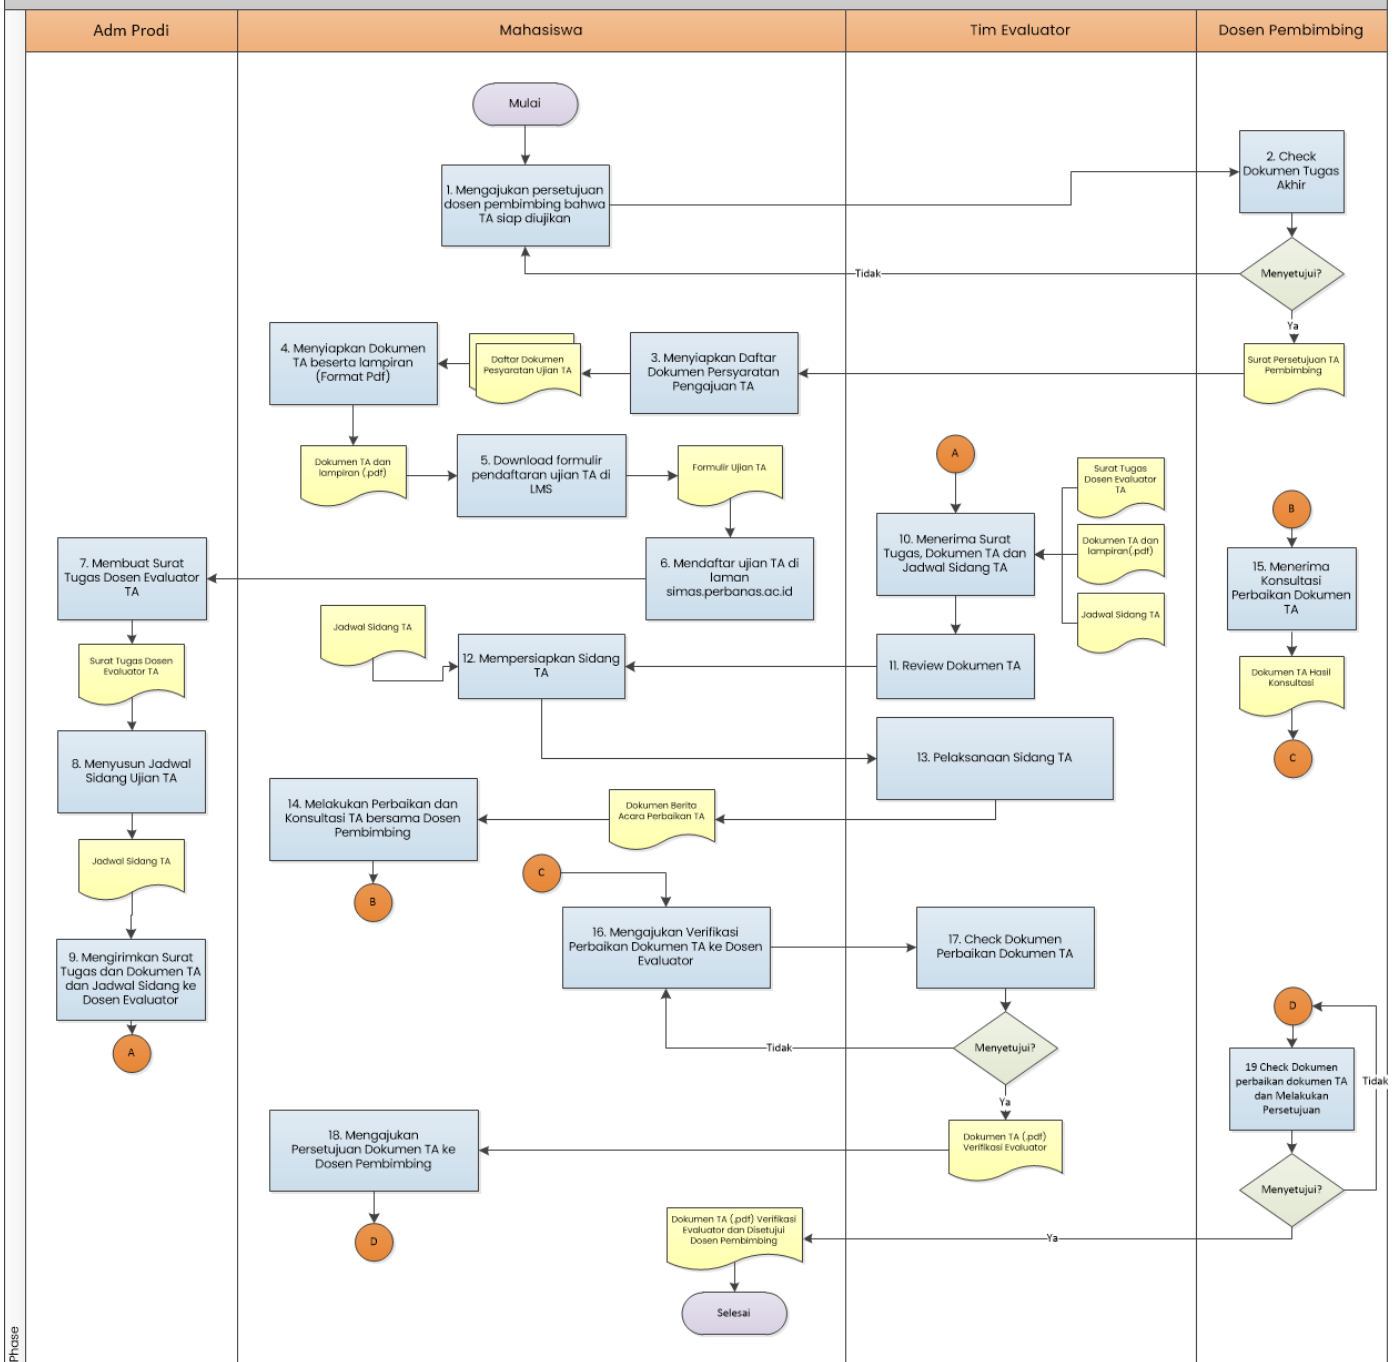 Adm Prodi
Mahasiswa
Tim Evaluator
Dosen Pembimbing
Mulai
1. Mengajukan persetujuan
dosen pembimbing bahwa
TA siap diujikan
2. Check
Dokumen Tugas
Akhir
Menyetujui?
Tidak
Ya
Surat Persetujuan TA
Pembimbing
3. Menyiapkan Daftar
Dokumen Persyaratan
Pengajuan TA
Daftar Dokumen
Pesyaratan Ujian TA
4. Menyiapkan Dokumen
TA beserta lampiran
(Format Pdf)
Dokumen TA dan
lampiran (.pdf)
5. Download formulir
pendaftaran ujian TA di
LMS
Formulir Ujian TA
6. Mendaftar ujian TA di
laman
simas.perbanas.ac.id
7. Membuat Surat
Tugas Dosen Evaluator
TA
Surat Tugas Dosen
Evaluator TA
8. Menyusun Jadwal
Sidang Ujian TA
Jadwal Sidang TA
9. Mengirimkan Surat
Tugas dan Dokumen TA
dan Jadwal Sidang ke
Dosen Evaluator
A
A
Surat Tugas
Dosen Evaluator
TA
Dokumen TA dan
lampiran(.pdf)
Jadwal Sidang TA
10. Menerima Surat
Tugas, Dokumen TA dan
Jadwal Sidang TA
11. Review Dokumen TA
Jadwal Sidang TA
12. Mempersiapkan Sidang
TA
13. Pelaksanaan Sidang TA
Dokumen Berita
Acara Perbaikan TA
14. Melakukan Perbaikan dan
Konsultasi TA bersama Dosen
Pembimbing
B
B
15. Menerima
Konsultasi
Perbaikan Dokumen
TA
Dokumen TA Hasil
Konsultasi
C
C
16. Mengajukan Verifikasi
Perbaikan Dokumen TA ke Dosen
Evaluator
17. Check Dokumen
Perbaikan Dokumen TA
Menyetujui?
Tidak
Ya
Dokumen TA (.pdf)
Verifikasi Evaluator
18. Mengajukan
Persetujuan Dokumen TA ke
Dosen Pembimbing
D
D
19 Check Dokumen
perbaikan dokumen TA
dan Melakukan
Persetujuan
Tidak
Menyetujui?
Ya
Dokumen TA (.pdf) Verifikasi
Evaluator dan Disetujui
Dosen Pembimbing
Selesai
Phase